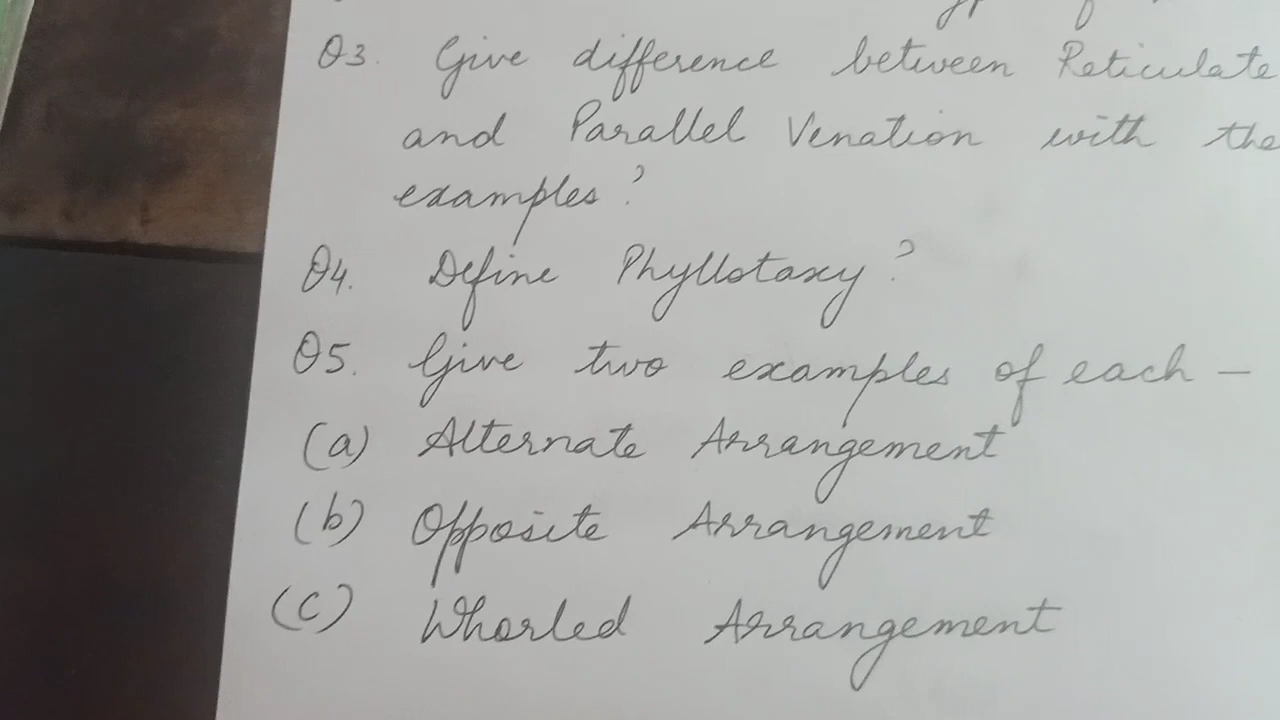 Q3. Give difference between Reticulate
and Parallel Venation with the
examples?
Q4. Define Phyllotaxy?
Q5. Give two examples of each -
(a) Alternate Arrangement
(b) Opposite Arrangement
(c) Whorled Arrangement